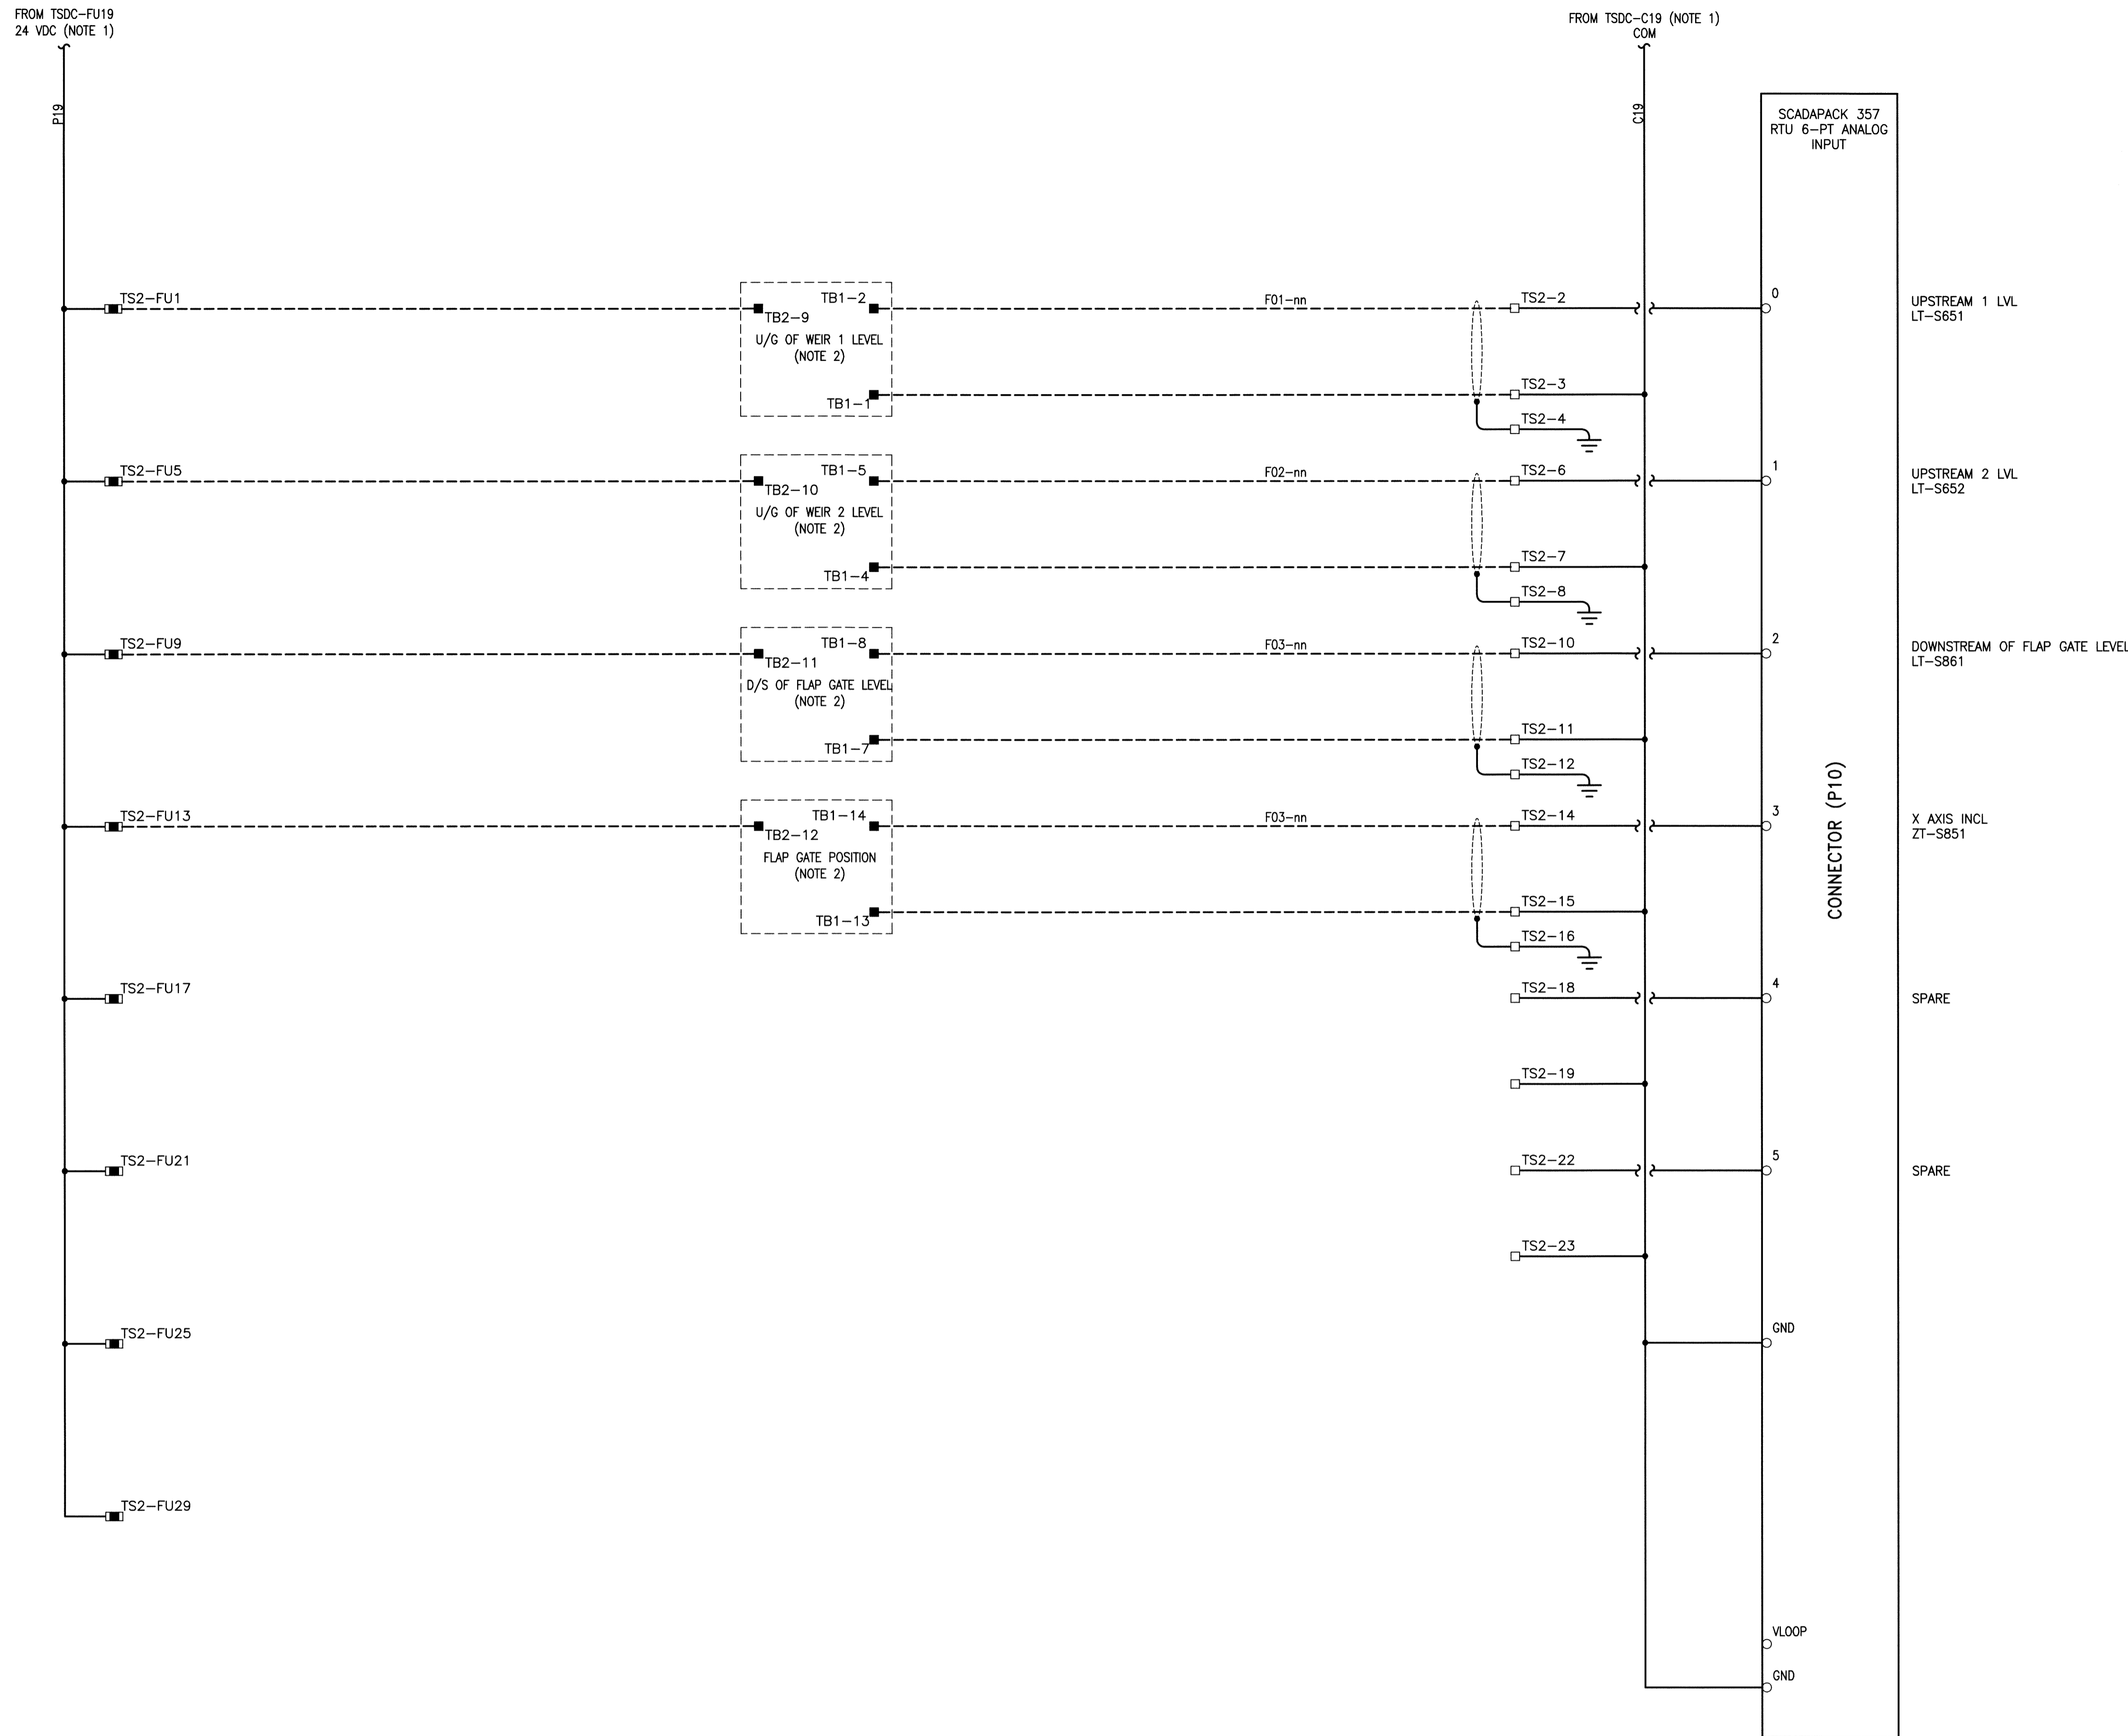 FROM TSDC-FU19
24 VDC (NOTE 1)
FROM TSDC-C19 (NOTE 1)
COM
P19
C19
SCADAPACK 357
RTU 6-PT ANALOG
INPUT
TS2-FU1
TB2-9
TB1-2
U/G OF WEIR 1 LEVEL
(NOTE 2)
TB1-1
F01-nn
TS2-2
0
UPSTREAM 1 LVL
LT-S651
TS2-3
TS2-4
TS2-FU5
TB2-10
TB1-5
U/G OF WEIR 2 LEVEL
(NOTE 2)
TB1-4
F02-nn
TS2-6
1
UPSTREAM 2 LVL
LT-S652
TS2-7
TS2-8
TS2-FU9
TB2-11
TB1-8
D/S OF FLAP GATE LEVEL
(NOTE 2)
TB1-7
F03-nn
TS2-10
2
DOWNSTREAM OF FLAP GATE LEVEL
LT-S861
TS2-11
TS2-12
TS2-FU13
TB2-12
TB1-14
FLAP GATE POSITION
(NOTE 2)
TB1-13
F03-nn
TS2-14
3
X AXIS INCL
ZT-S851
TS2-15
TS2-16
CONNECTOR (P10)
TS2-FU17
TS2-18
4
SPARE
TS2-19
TS2-FU21
TS2-22
5
SPARE
TS2-23
TS2-FU25
GND
TS2-FU29
VLOOP
GND